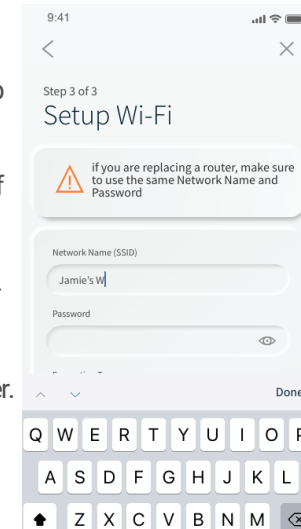 9:41
Step 3 of 3
Setup Wi-Fi
if you are replacing a router, make sure
to use the same Network Name and
Password
Network Name (SSID)
Jamie's W
Password
Done
Q W E R T Y U I O P
A S D F G H J K L
Z X C V B N M